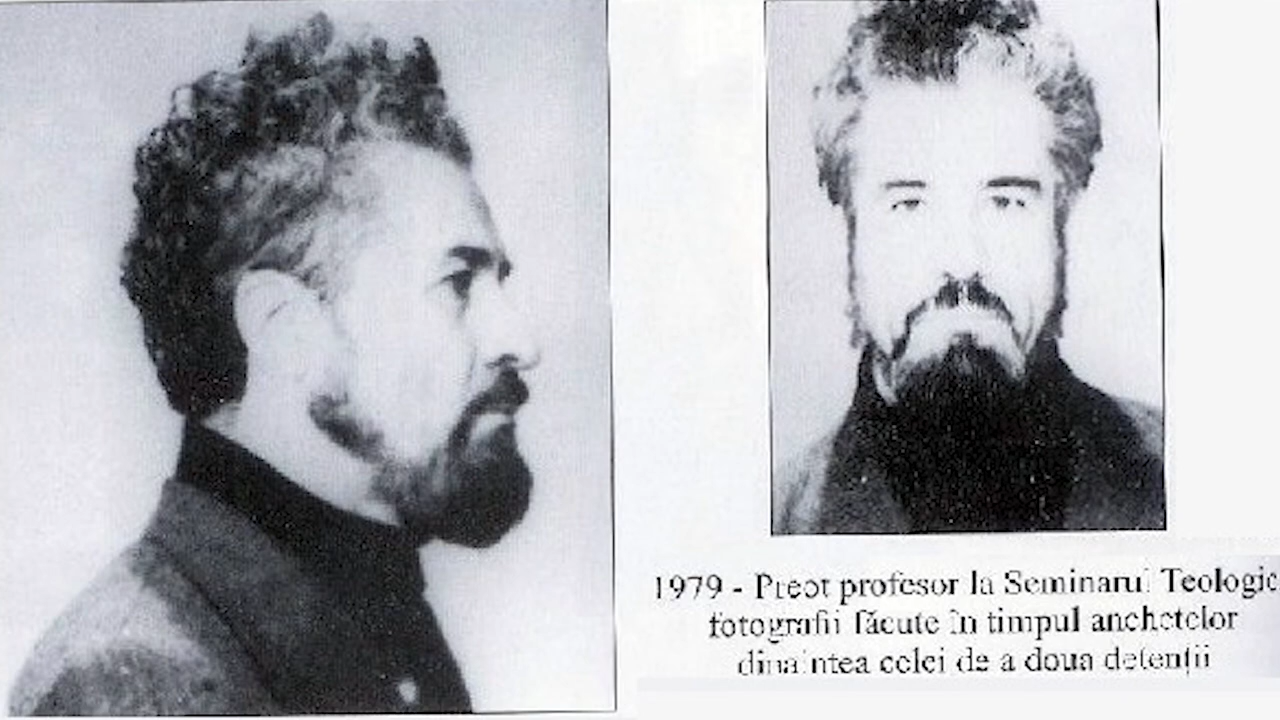 1979 - Preot profesor la Seminarul Teologic
fotografii făcute în timpul anchetelor
dinaintea celei de a doua detenții